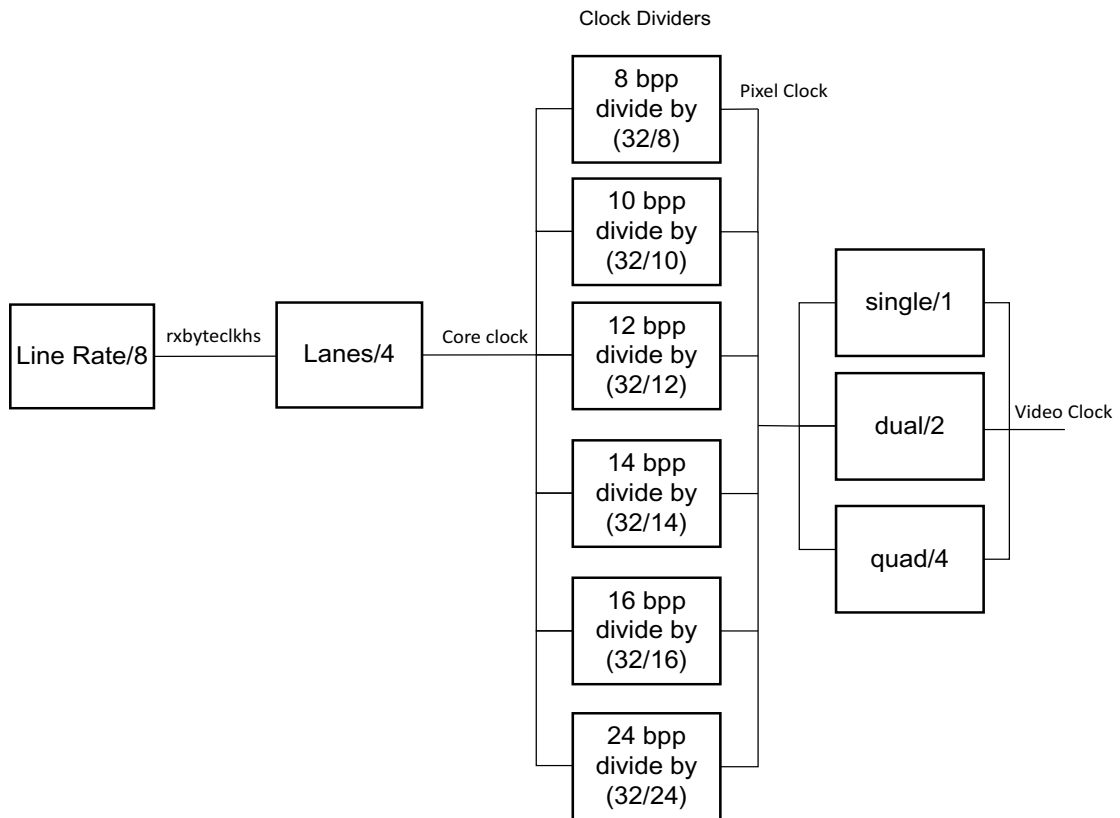 Clock Dividers
8 bpp
divide by
(32/8)
Pixel Clock
10 bpp
divide by
(32/10)
Line Rate/8
rxbyteclkhs
Lanes/4
Core clock
12 bpp
divide by
(32/12)
14 bpp
divide by
(32/14)
16 bpp
divide by
(32/16)
24 bpp
divide by
(32/24)
single/1
dual/2
quad/4
Video Clock